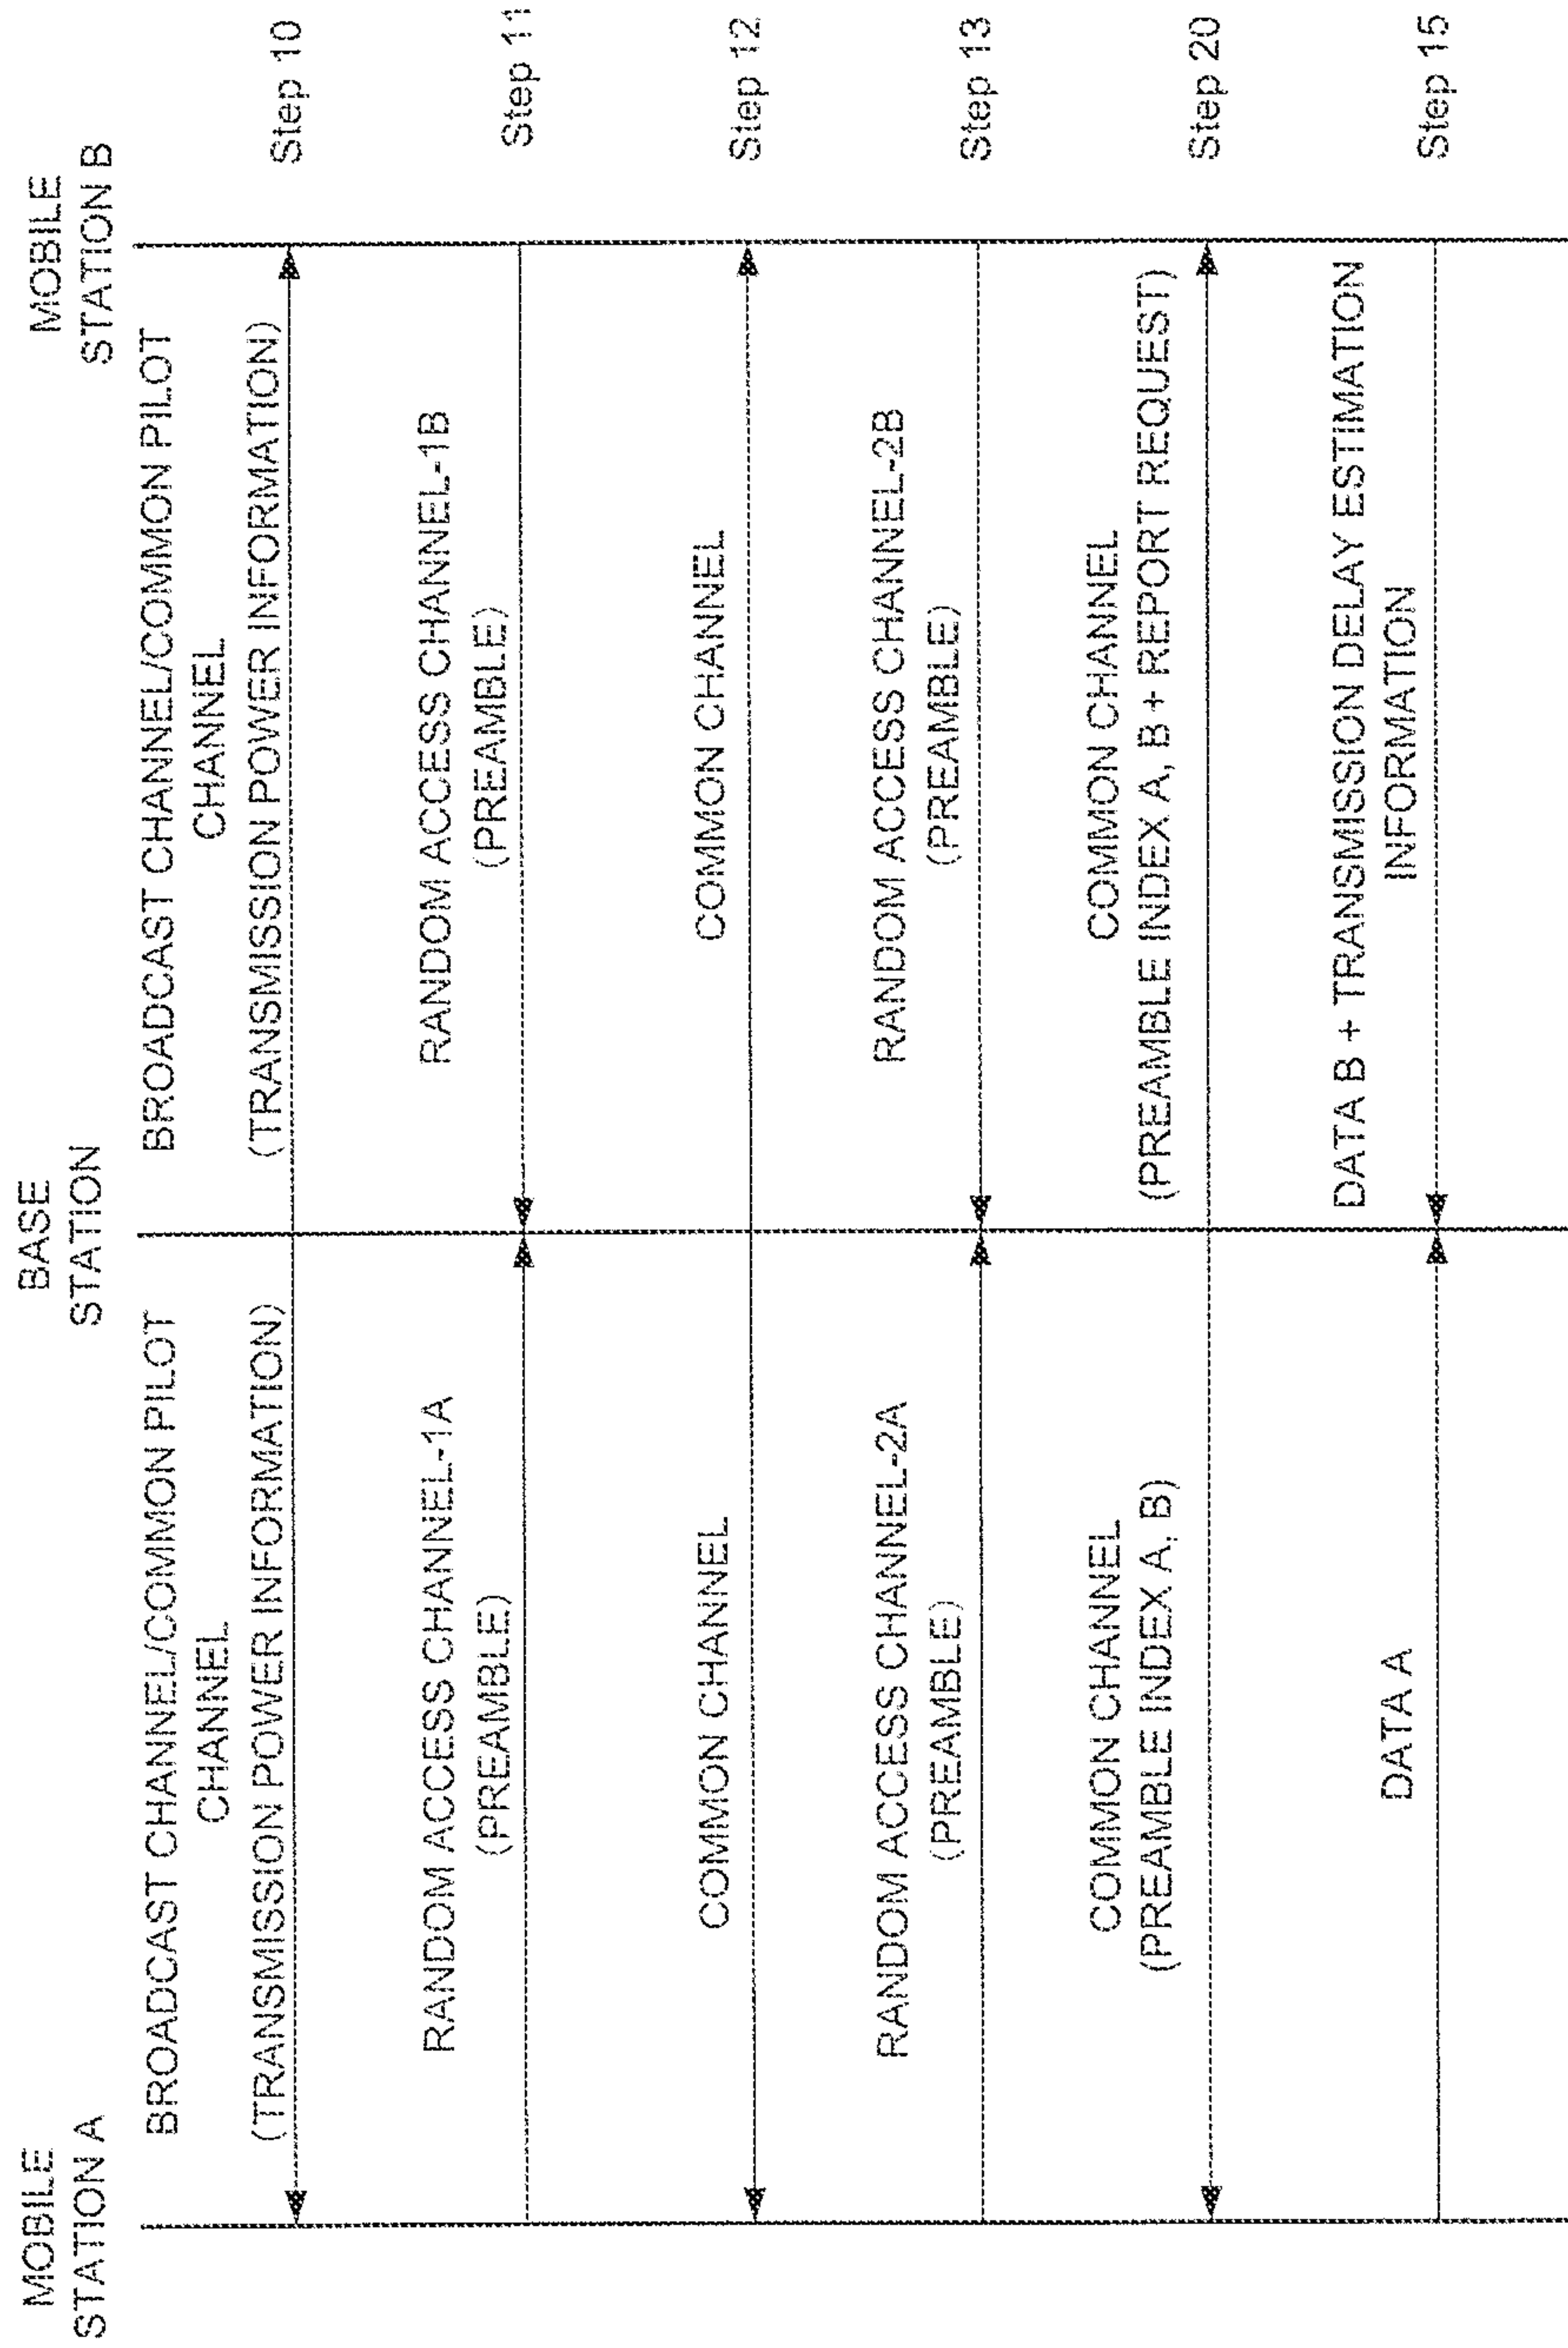 MOBILE
STATION A
BASE
STATION
MOBILE
STATION B
BROADCAST CHANNEL/COMMON PILOT
CHANNEL
(TRANSMISSION POWER INFORMATION)
BROADCAST CHANNEL/COMMON PILOT
CHANNEL
(TRANSMISSION POWER INFORMATION)
Step 10
RANDOM ACCESS CHANNEL-1A
(PREAMBLE)
RANDOM ACCESS CHANNEL-1B
(PREAMBLE)
Step 11
COMMON CHANNEL
COMMON CHANNEL
Step 12
RANDOM ACCESS CHANNEL-2A
(PREAMBLE)
RANDOM ACCESS CHANNEL-2B
(PREAMBLE)
Step 13
COMMON CHANNEL
(PREAMBLE INDEX A, B)
COMMON CHANNEL
(PREAMBLE INDEX A, B + REPORT REQUEST)
Step 20
DATA A
DATA B + TRANSMISSION DELAY ESTIMATION
INFORMATION
Step 15